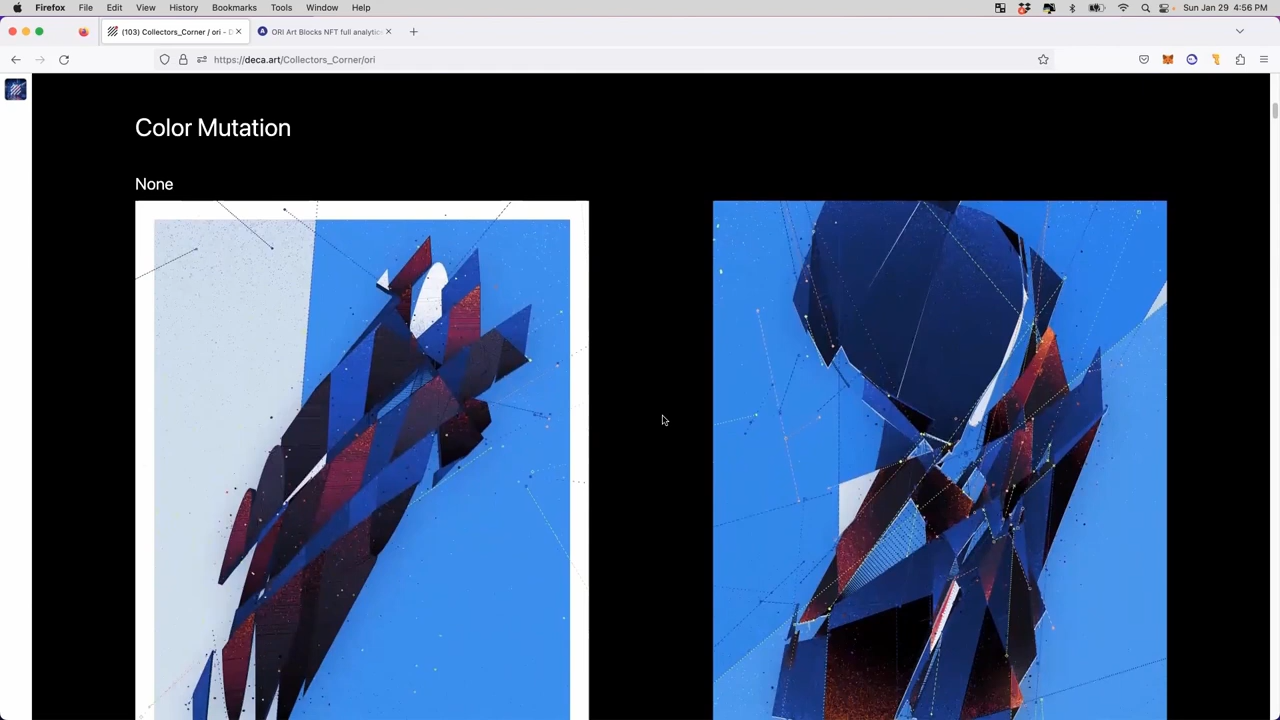 Firefox File Edit View History Bookmarks Tools Window Help Sun Jan 29 4:56 PM
(103) Collectors_Corner / ori - D
ORI Art Blocks NFT full analytics
https://deca.art/Collectors_Corner/ori
Color Mutation
None